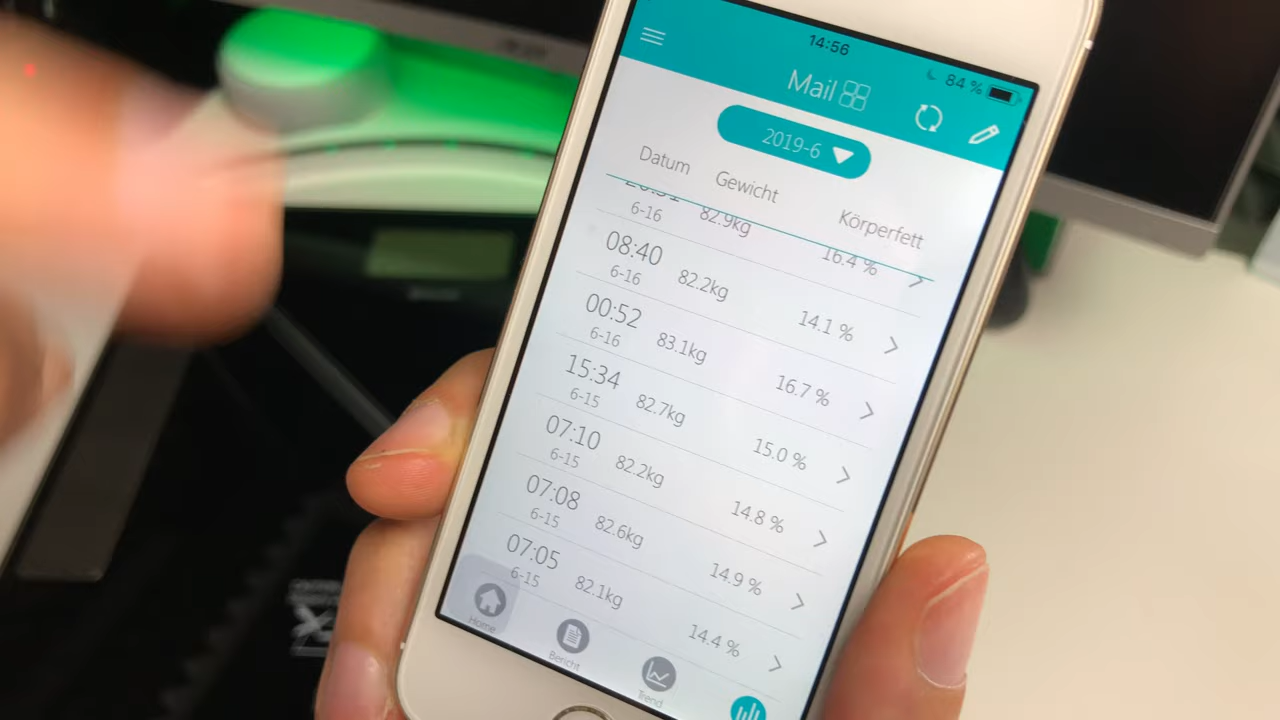 14:56
84 %
Mail
2019-6
Datum Gewicht Körperfett
6-16 82.9kg 16.4 %
08:40
6-16 82.2kg 14.1 %
00:52
6-16 83.1kg 16.7 %
15:34
6-15 82.7kg 15.0 %
07:10
6-15 82.2kg 14.8 %
07:08
6-15 82.6kg 14.9 %
07:05
6-15 82.1kg 14.4 %
Home
Bericht
Trend